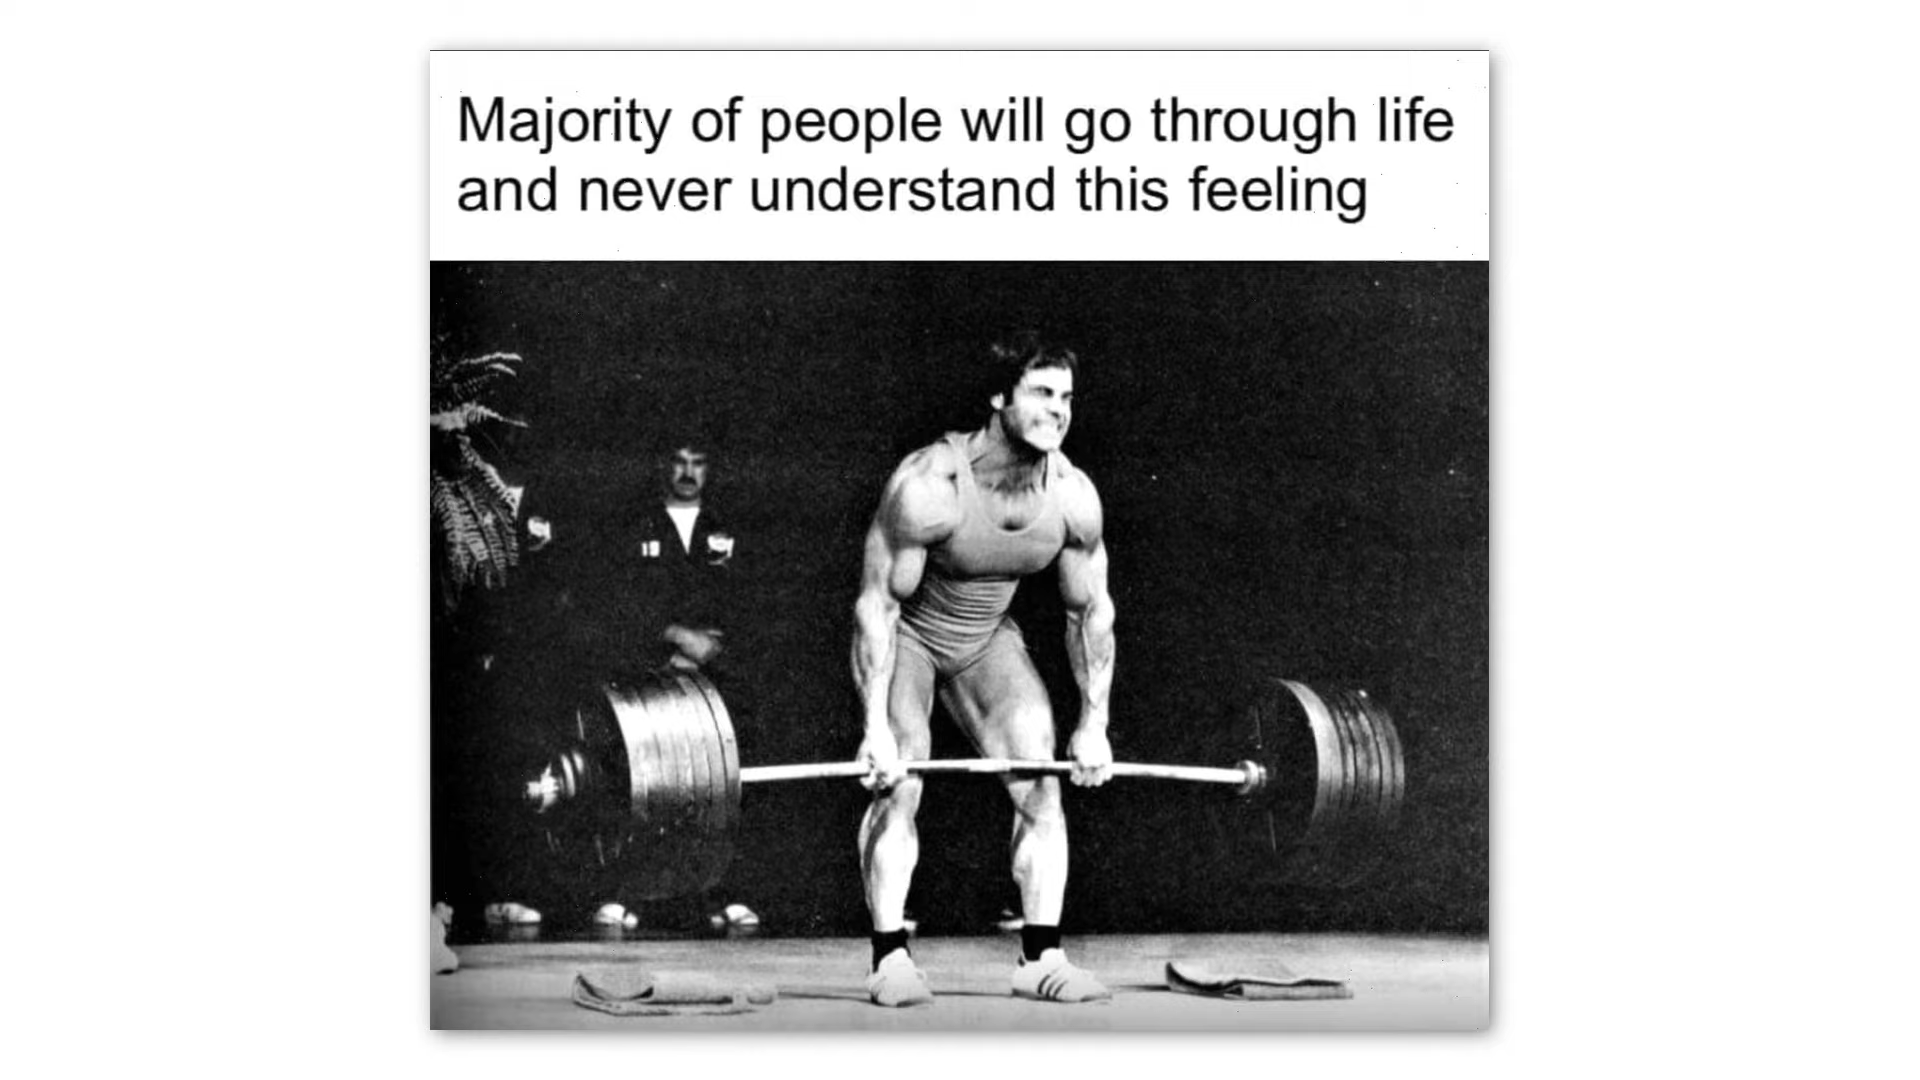 Majority of people will go through life
and never understand this feeling